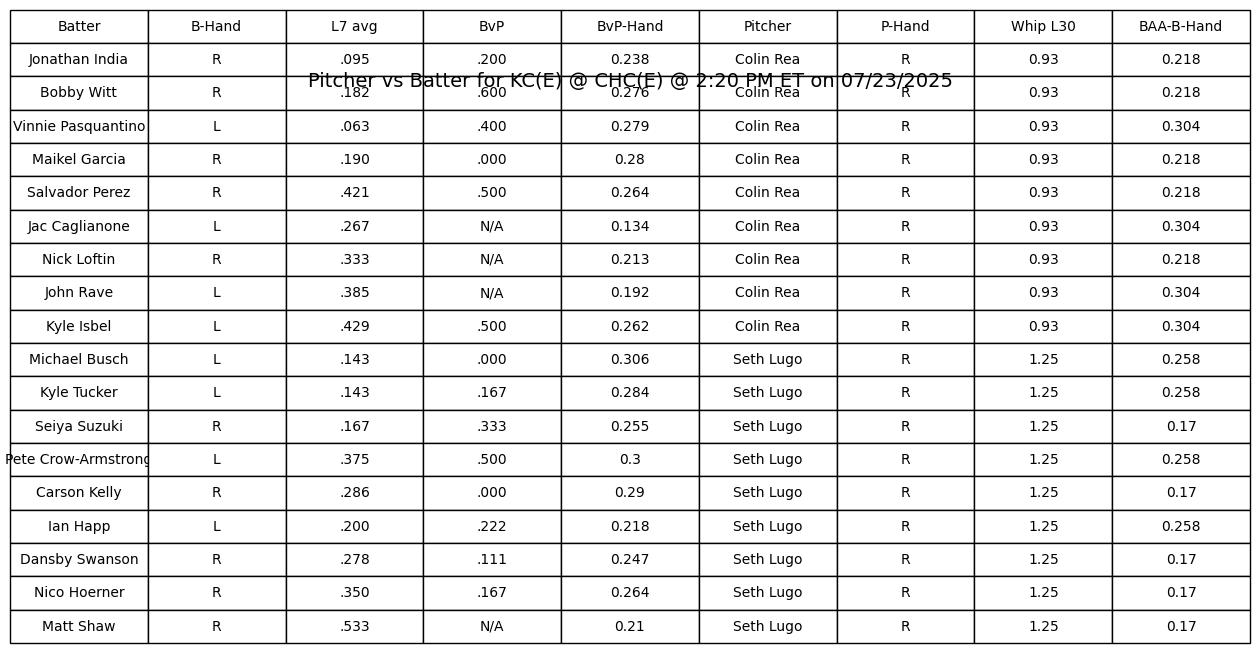 Batter B-Hand L7 avg BvP BvP-Hand Pitcher P-Hand Whip L30 BAA-B-Hand
Jonathan India R .095 .200 0.238 Colin Rea R 0.93 0.218
Pitcher vs Batter for KC(E) @ CHC(E) @ 2:20 PM ET on 07/23/2025
Bobby Witt R .182 .600 0.276 Colin Rea R 0.93 0.218
Vinnie Pasquantino L .063 .400 0.279 Colin Rea R 0.93 0.304
Maikel Garcia R .190 .000 0.28 Colin Rea R 0.93 0.218
Salvador Perez R .421 .500 0.264 Colin Rea R 0.93 0.218
Jac Caglianone L .267 N/A 0.134 Colin Rea R 0.93 0.304
Nick Loftin R .333 N/A 0.213 Colin Rea R 0.93 0.218
John Rave L .385 N/A 0.192 Colin Rea R 0.93 0.304
Kyle Isbel L .429 .500 0.262 Colin Rea R 0.93 0.304
Michael Busch L .143 .000 0.306 Seth Lugo R 1.25 0.258
Kyle Tucker L .143 .167 0.284 Seth Lugo R 1.25 0.258
Seiya Suzuki R .167 .333 0.255 Seth Lugo R 1.25 0.17
Pete Crow-Armstrong L .375 .500 0.3 Seth Lugo R 1.25 0.258
Carson Kelly R .286 .000 0.29 Seth Lugo R 1.25 0.17
Ian Happ L .200 .222 0.218 Seth Lugo R 1.25 0.258
Dansby Swanson R .278 .111 0.247 Seth Lugo R 1.25 0.17
Nico Hoerner R .350 .167 0.264 Seth Lugo R 1.25 0.17
Matt Shaw R .533 N/A 0.21 Seth Lugo R 1.25 0.17